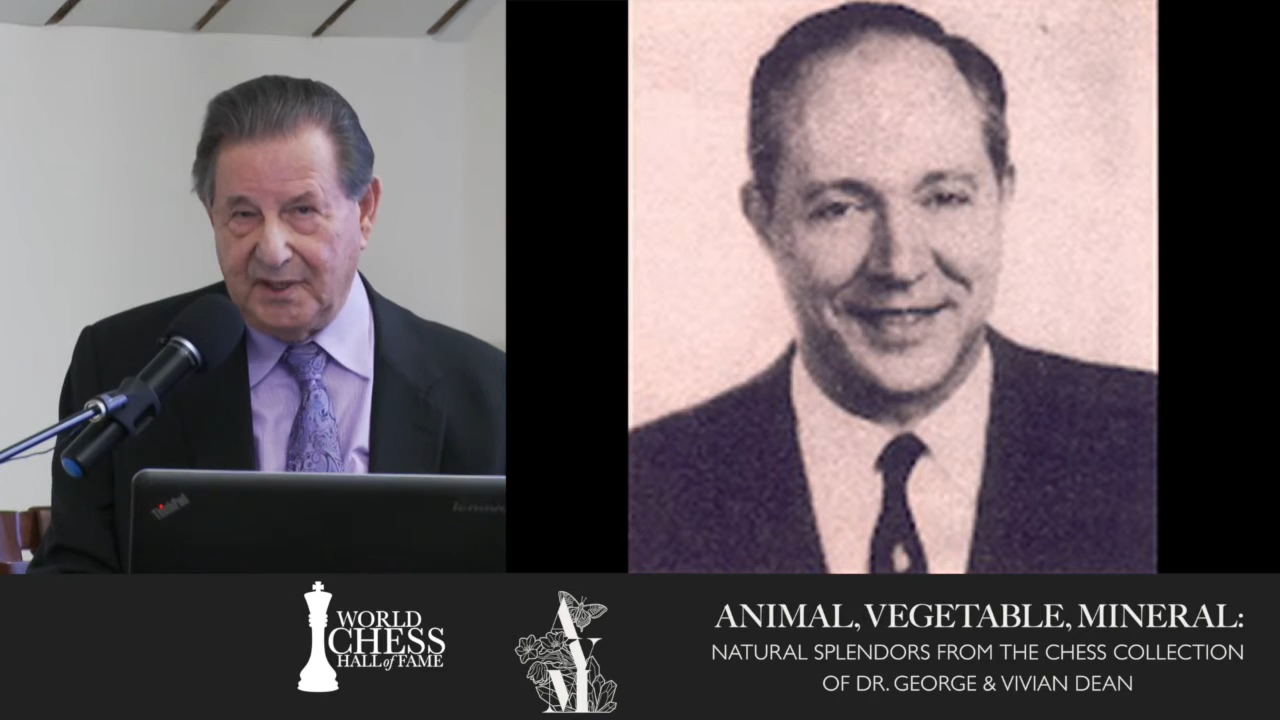 ThinkPad
lenovo
WORLD
CHESS
HALL of FAME
AVM
ANIMAL, VEGETABLE, MINERAL:
NATURAL SPLENDORS FROM THE CHESS COLLECTION
OF DR. GEORGE & VIVIAN DEAN